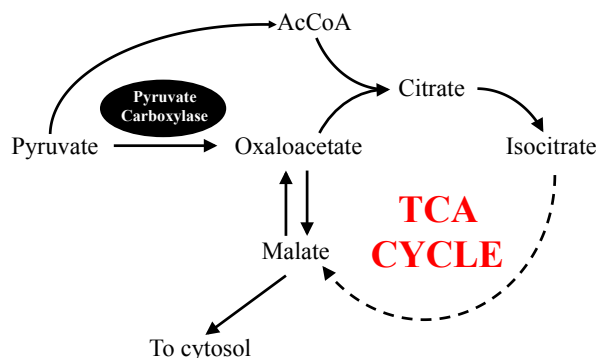 AcCoA
Citrate
Pyruvate
Carboxylase
Pyruvate
Oxaloacetate
Isocitrate
TCA
CYCLE
Malate
To cytosol